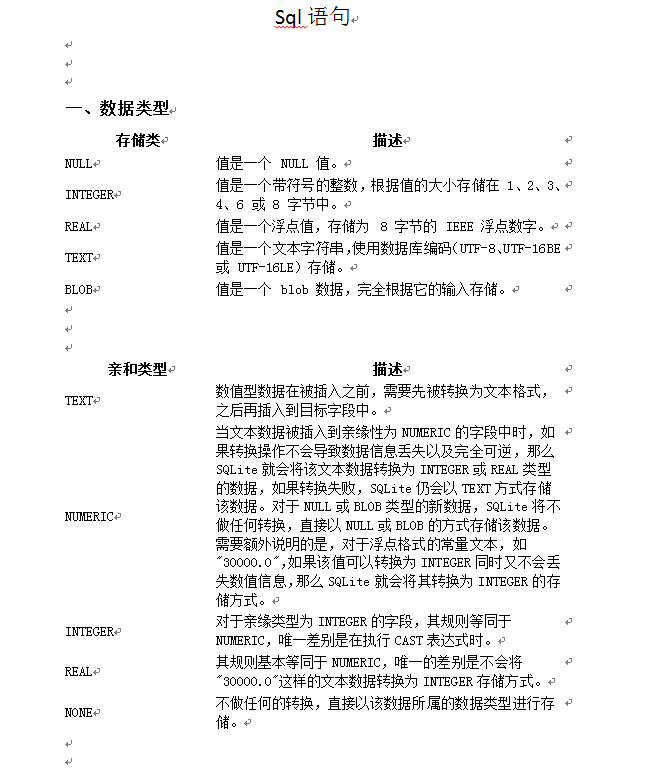 Sql 语句
一、数据类型
存储类 描述
NULL 值是一个 NULL 值。
INTEGER 值是一个带符号的整数，根据值的大小存储在 1、2、3、
4、6 或 8 字节中。
REAL 值是一个浮点值，存储为 8 字节的 IEEE 浮点数字。
TEXT 值是一个文本字符串，使用数据库编码（UTF-8、UTF-16BE
或 UTF-16LE）存储。
BLOB 值是一个 blob 数据，完全根据它的输入存储。
亲和类型 描述
TEXT 数值型数据在被插入之前，需要先被转换为文本格式，
之后再插入到目标字段中。
当文本数据被插入到亲缘性为 NUMERIC 的字段中时，如
果转换操作不会导致数据信息丢失以及完全可逆，那么
SQLite 就会将该文本数据转换为 INTEGER 或 REAL 类型
的数据，如果转换失败，SQLite 仍会以 TEXT 方式存储
该数据。对于 NULL 或 BLOB 类型的新数据，SQLite 将不
NUMERIC 做任何转换，直接以 NULL 或 BLOB 的方式存储该数据。
需要额外说明的是，对于浮点格式的常量文本，如
"30000.0"，如果该值可以转换为 INTEGER 同时又不会丢
失数值信息，那么 SQLite 就会将其转换为 INTEGER 的存
储方式。
INTEGER 对于亲缘类型为 INTEGER 的字段，其规则等同于
NUMERIC，唯一差别是在执行 CAST 表达式时。
REAL 其规则基本等同于 NUMERIC，唯一的差别是不会将
"30000.0"这样的文本数据转换为 INTEGER 存储方式。
NONE 不做任何的转换，直接以该数据所属的数据类型进行存
储。